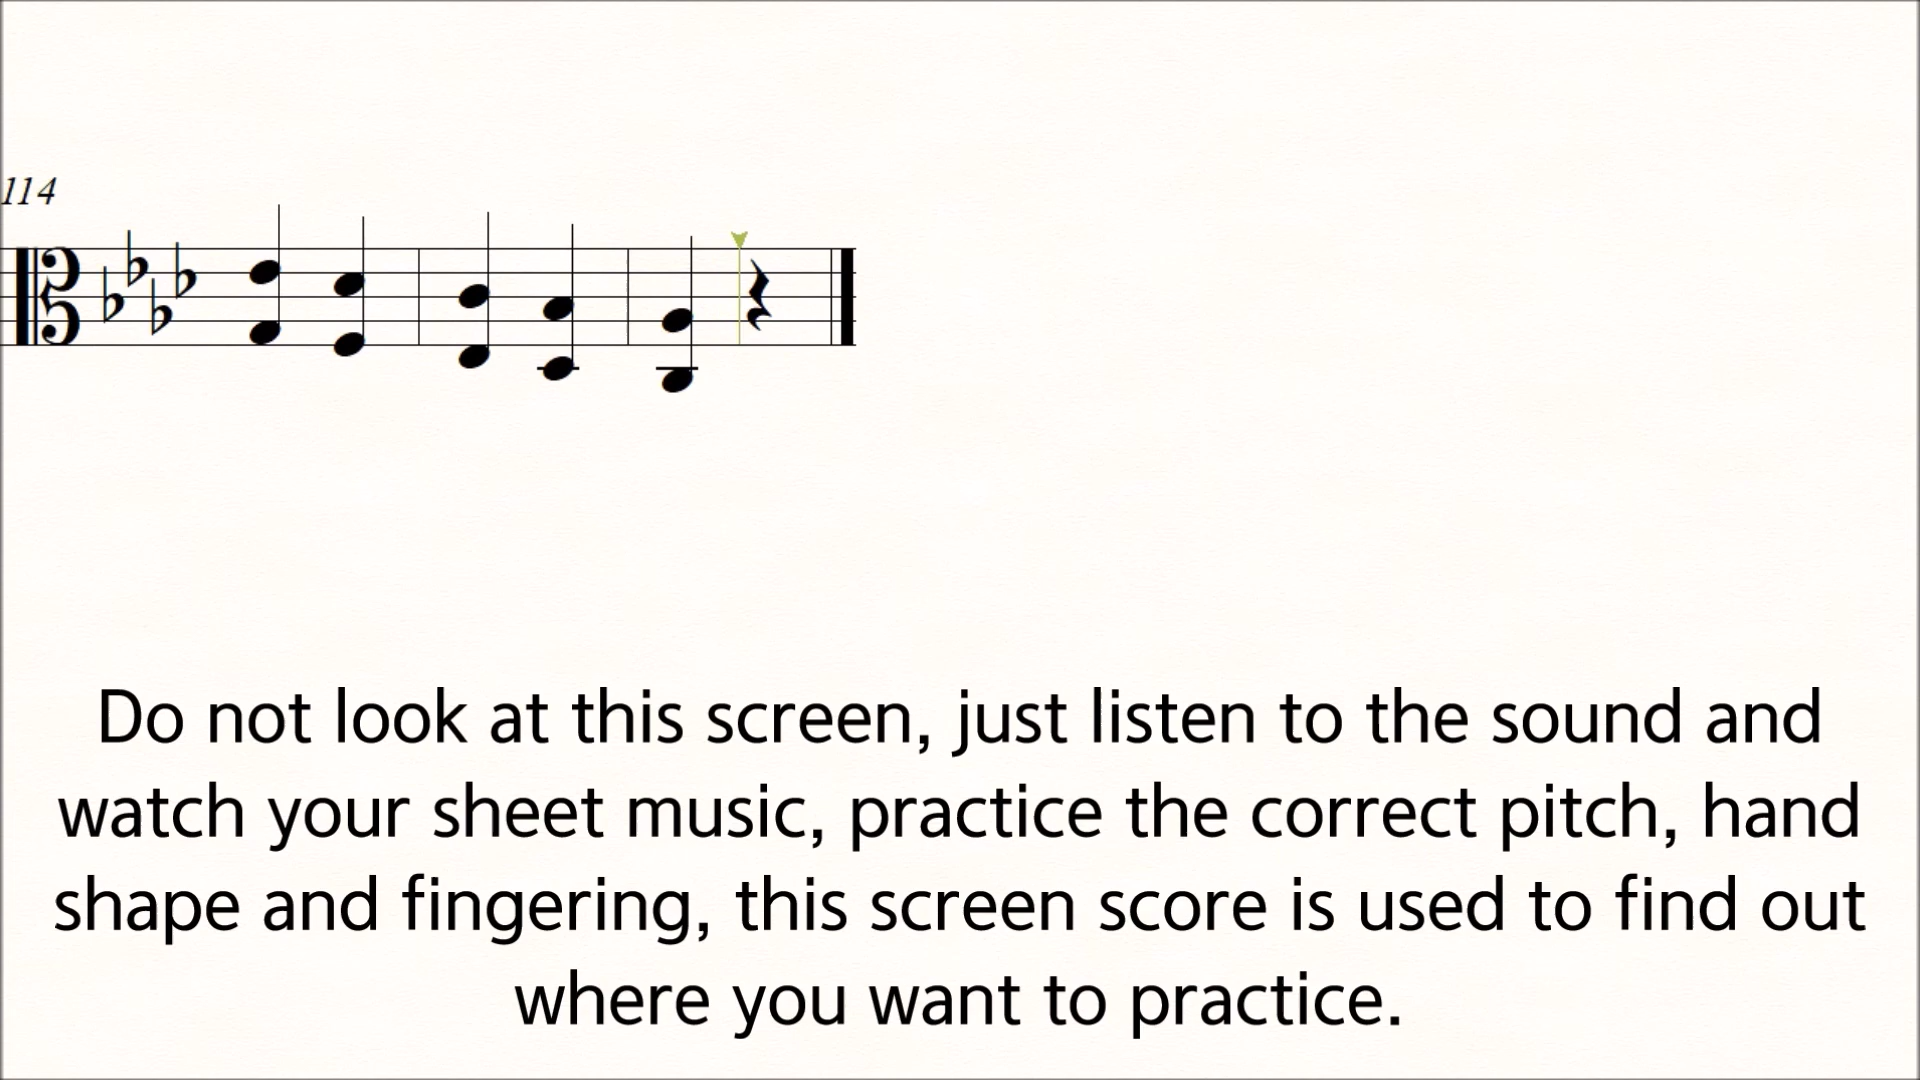 114
Do not look at this screen, just listen to the sound and
watch your sheet music, practice the correct pitch, hand
shape and fingering, this screen score is used to find out
where you want to practice.